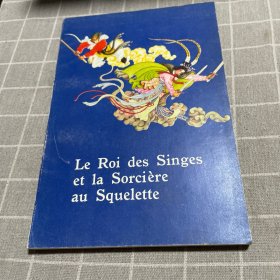 Le Roi des Singes
et la Sorcière
au Squelette